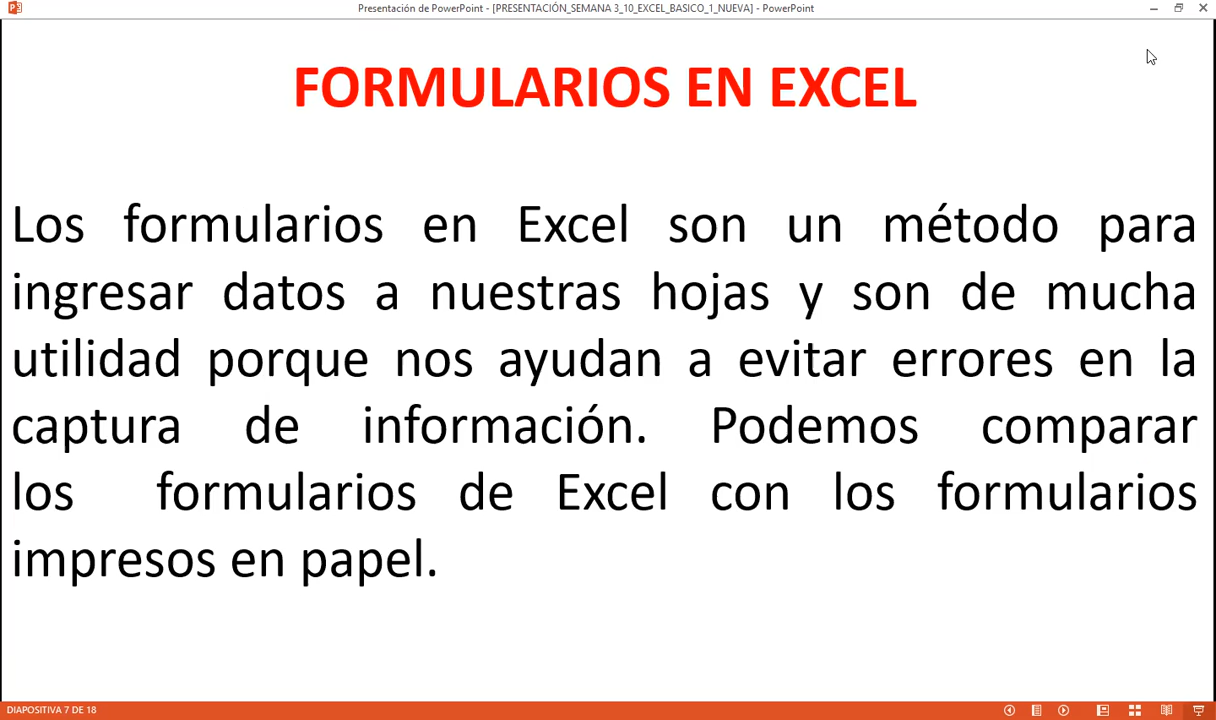 Presentación de PowerPoint - [PRESENTACIÓN_SEMANA 3_10_EXCEL_BASICO_1_NUEVA] - PowerPoint
FORMULARIOS EN EXCEL
Los formularios en Excel son un método para
ingresar datos a nuestras hojas y son de mucha
utilidad porque nos ayudan a evitar errores en la
captura de información. Podemos comparar
los formularios de Excel con los formularios
impresos en papel.
DIAPOSITIVA 7 DE 18